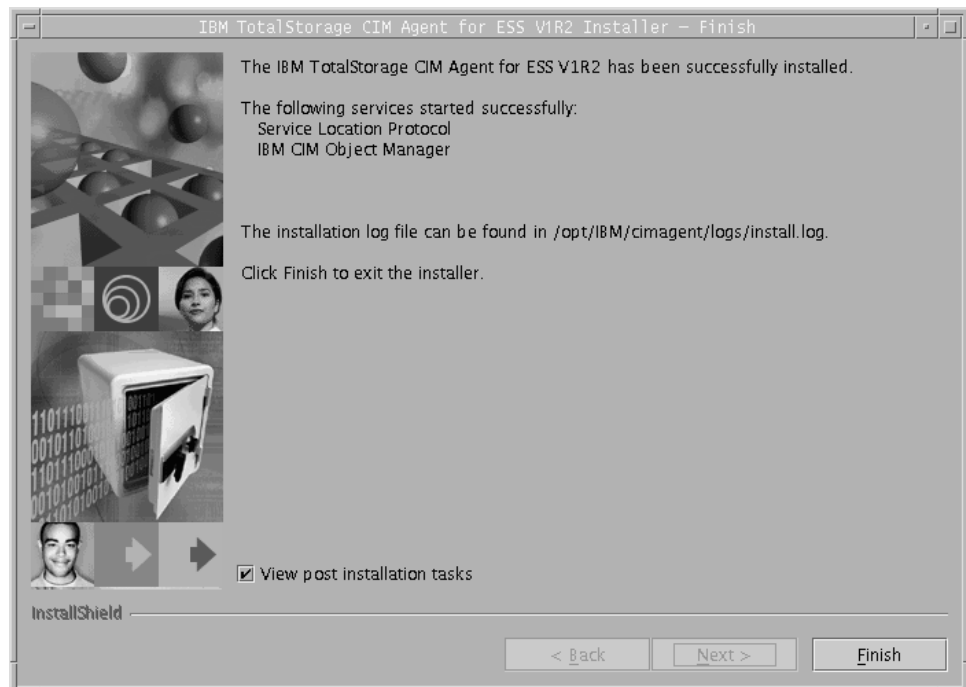 IBM TotalStorage CIM Agent for ESS V1R2 Installer – Finish
The IBM TotalStorage CIM Agent for ESS V1R2 has been successfully installed.
The following services started successfully:
Service Location Protocol
IBM CIM Object Manager
The installation log file can be found in /opt/IBM/cimagent/logs/install.log.
Click Finish to exit the installer.
View post installation tasks
InstallShield
< Back
Next >
Finish